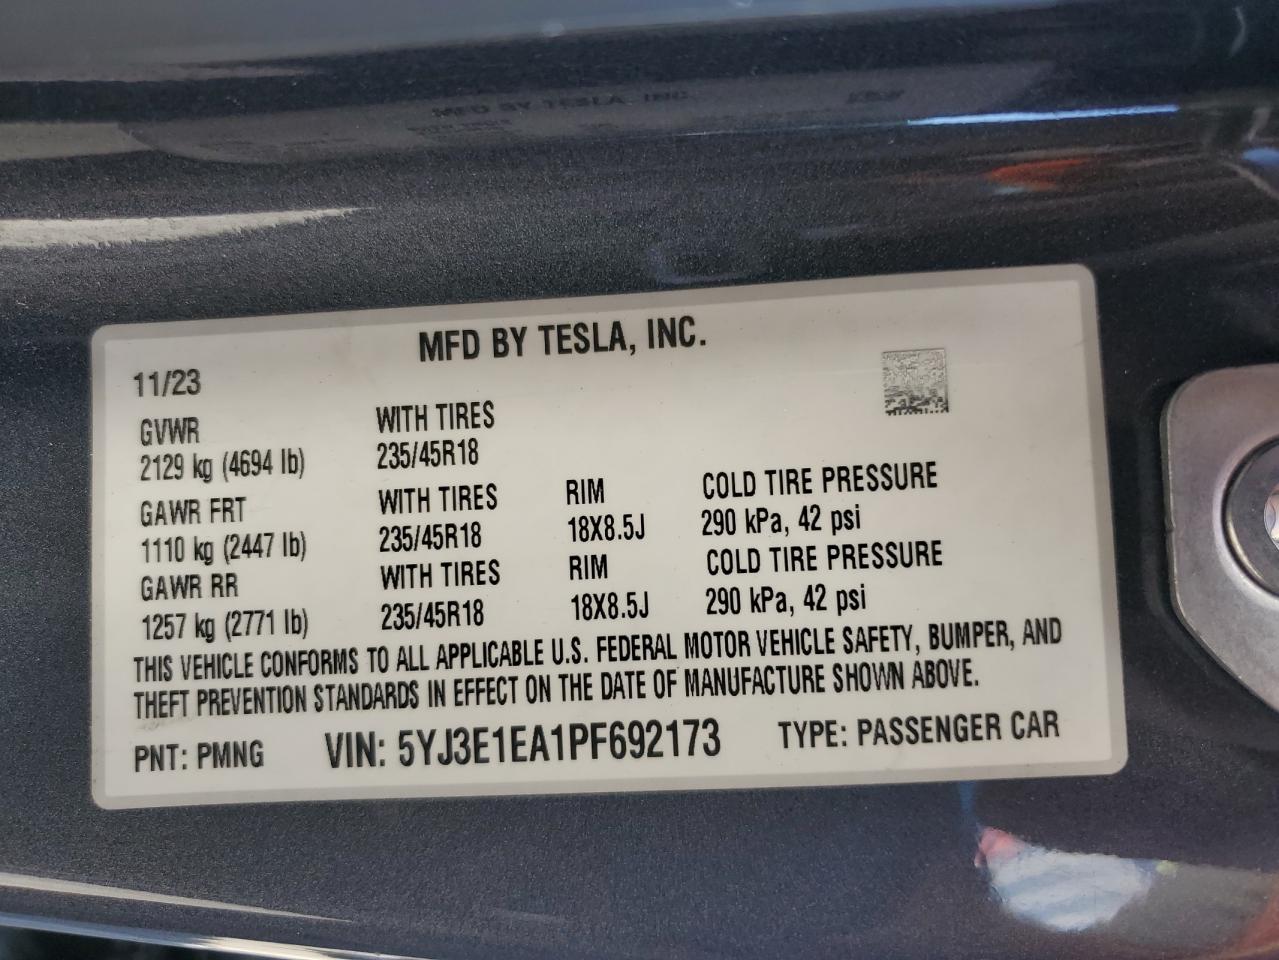 MFD BY TESLA, INC.
MFD BY TESLA, INC.
11/23
GVWR WITH TIRES
2129 kg (4694 lb) 235/45R18
GAWR FRT WITH TIRES RIM COLD TIRE PRESSURE
1110 kg (2447 lb) 235/45R18 18X8.5J 290 kPa, 42 psi
GAWR RR WITH TIRES RIM COLD TIRE PRESSURE
1257 kg (2771 lb) 235/45R18 18X8.5J 290 kPa, 42 psi
THIS VEHICLE CONFORMS TO ALL APPLICABLE U.S. FEDERAL MOTOR VEHICLE SAFETY, BUMPER, AND
THEFT PREVENTION STANDARDS IN EFFECT ON THE DATE OF MANUFACTURE SHOWN ABOVE.
PNT: PMNG VIN: 5YJ3E1EA1PF692173 TYPE: PASSENGER CAR